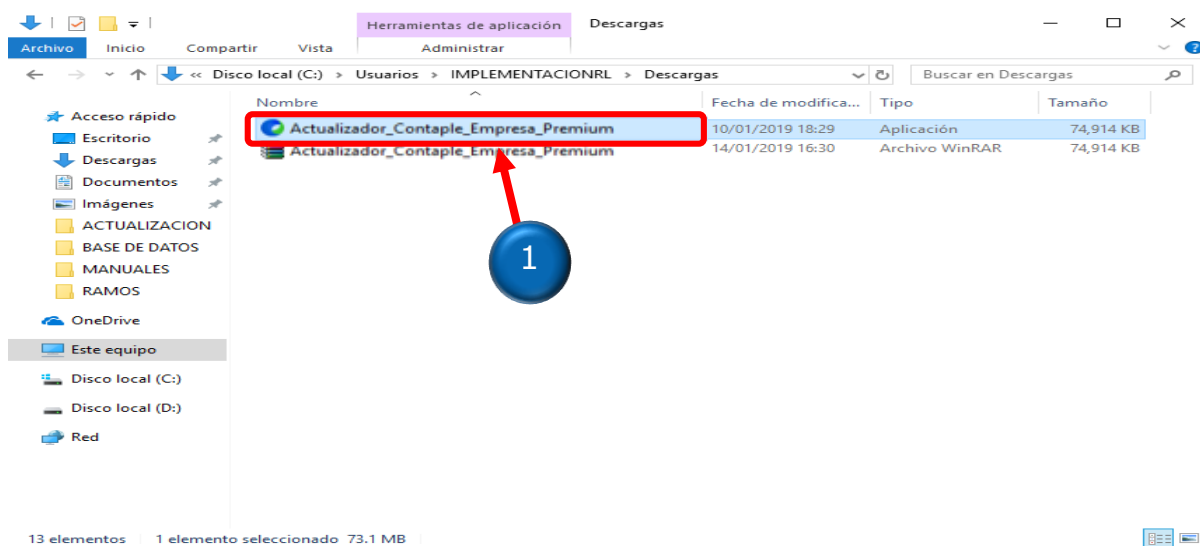 Herramientas de aplicación Descargas
Archivo Inicio Compartir Vista Administrar
« Disco local (C:) > Usuarios > IMPLEMENTACIONRL > Descargas Buscar en Descargas
Nombre Fecha de modifica... Tipo Tamaño
Acceso rápido
Actualizador_Contaple_Empresa_Premium 10/01/2019 18:29 Aplicación 74,914 KB
Escritorio
Actualizador_Contaple_Empresa_Premium 14/01/2019 16:30 Archivo WinRAR 74,914 KB
Descargas
Documentos
Imágenes
ACTUALIZACION
BASE DE DATOS
1
MANUALES
RAMOS
OneDrive
Este equipo
Disco local (C:)
Disco local (D:)
Red
13 elementos 1 elemento seleccionado 73.1 MB